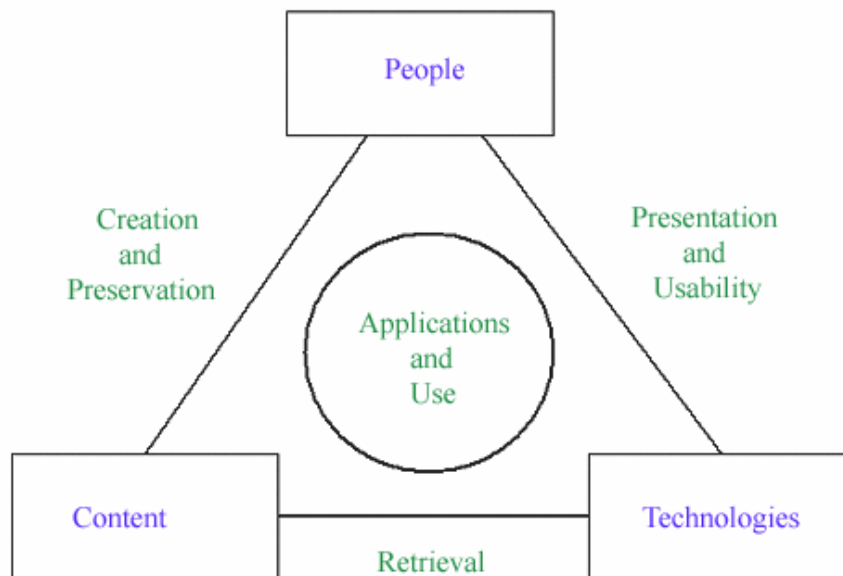 People
Creation
and
Preservation
Presentation
and
Usability
Applications
and
Use
Content
Technologies
Retrieval